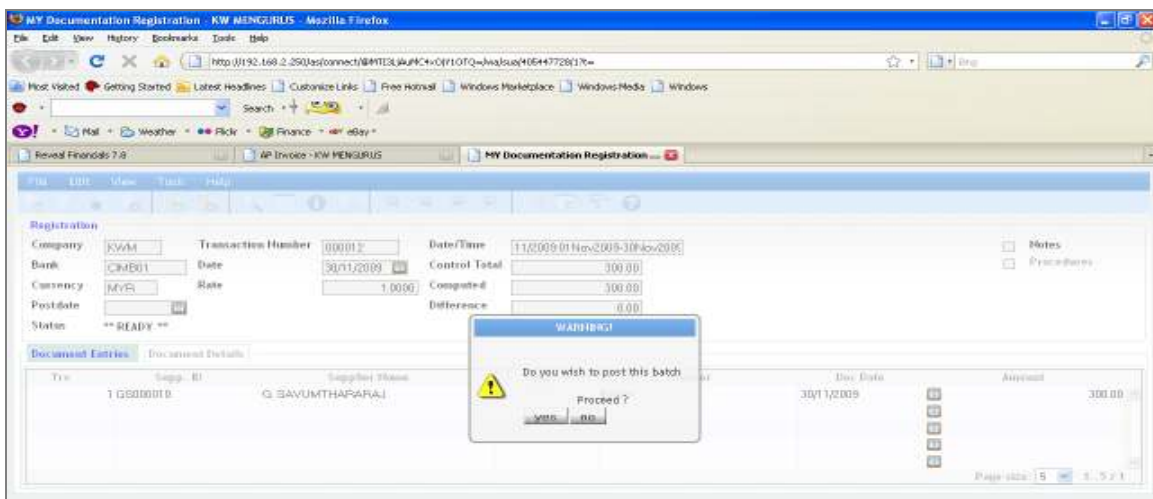 MY Documentation Registration - KW MENGURUS - Mozilla Firefox
File Edit View History Bookmarks Tools Help
Most Visited Getting Started Latest Headlines Customize Links Free Hotmail Windows Marketplace Windows Media Windows
Search
Mail Weather Flickr Finance eBay
Reveal Financials 7.9 AP Invoice - KW MENGURUS MY Documentation Registration ...
File Edit View Tools Help
Registration
Company KWM Transaction Number 000012 Date/Time 11/2009:01Nov2009-30Nov2009 Notes
Bank CIMB01 Date 30/11/2009 Control Total 300.00 Procedures
Currency MYR Rate 1.0000 Computed 300.00
Postdate Difference 0.00
Status ** READY **
WARNING!
Do you wish to post this batch
Proceed ?
yes no
Document Entries Document Details
Trx Supp. ID Supplier Name Doc Date Amount
1 GS000010 G. SAVUMTHARARAJ 30/11/2009 300.00
Page size: 5 1..5 / 1